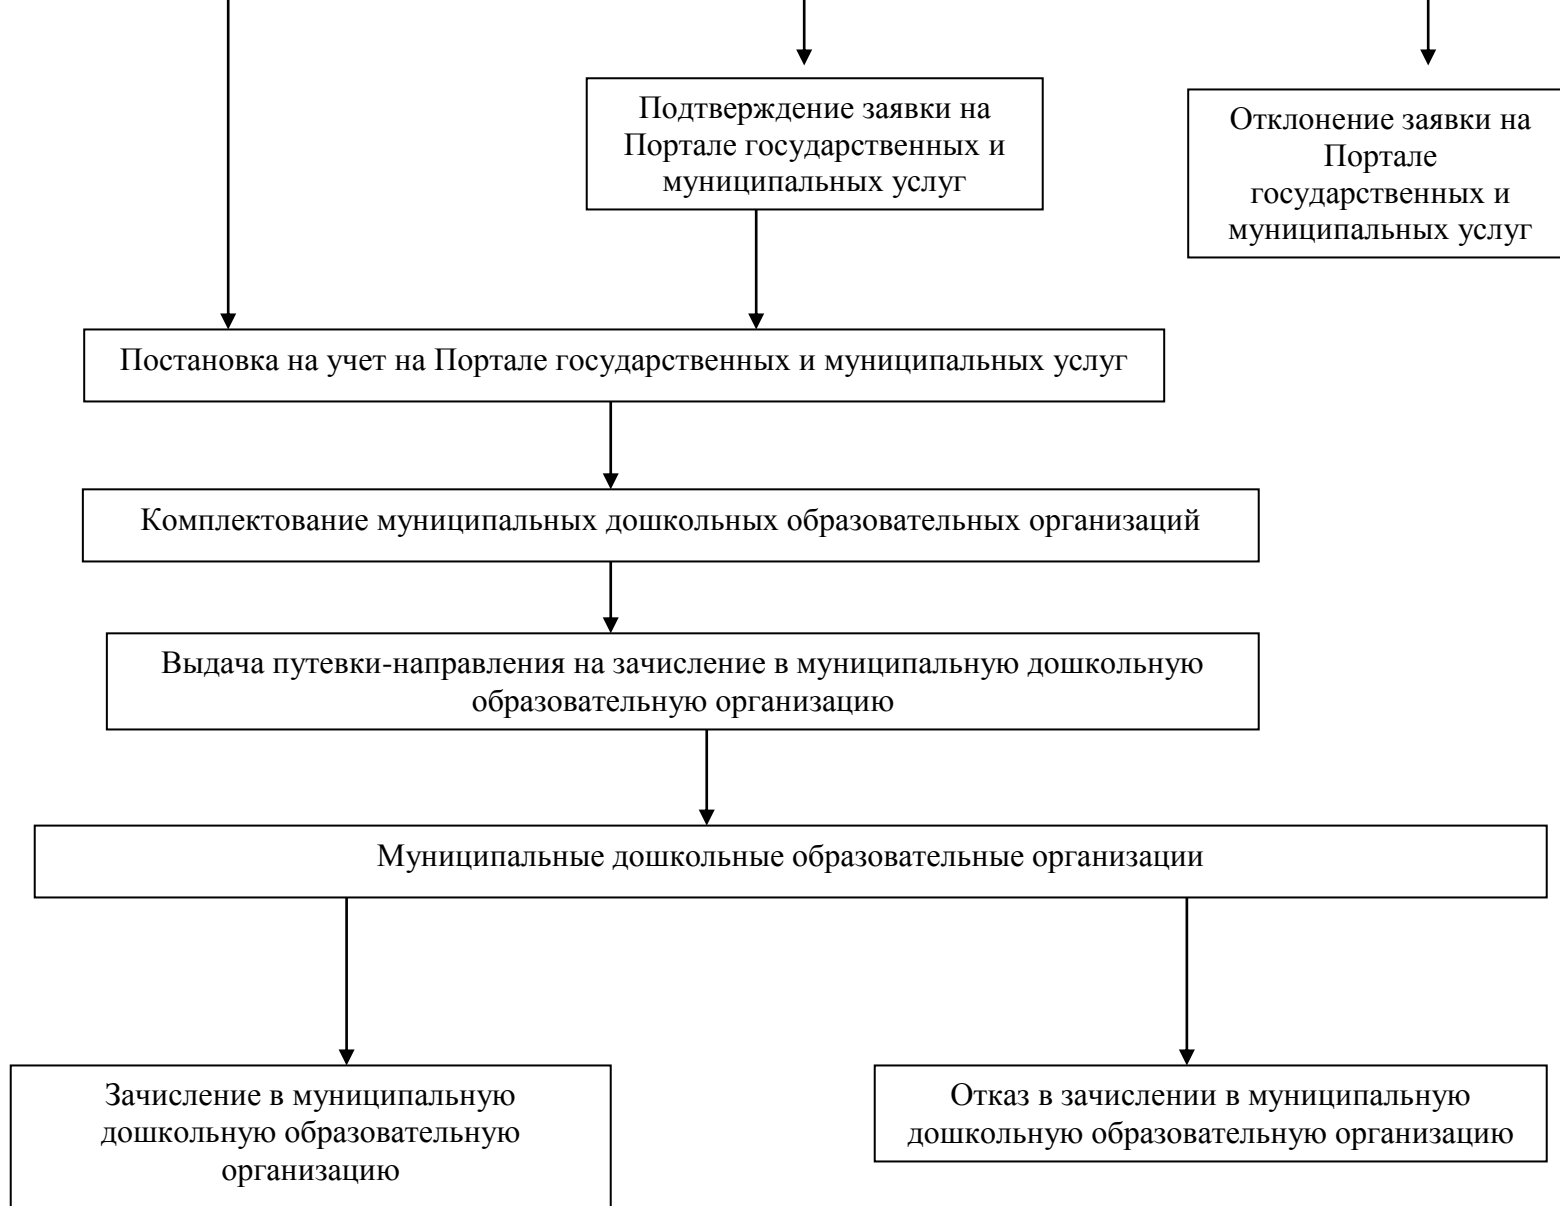 Подтверждение заявки на
Портале государственных и
муниципальных услуг
Отклонение заявки на
Портале
государственных и
муниципальных услуг
Постановка на учет на Портале государственных и муниципальных услуг
Комплектование муниципальных дошкольных образовательных организаций
Выдача путевки-направления на зачисление в муниципальную дошкольную
образовательную организацию
Муниципальные дошкольные образовательные организации
Зачисление в муниципальную
дошкольную образовательную
организацию
Отказ в зачислении в муниципальную
дошкольную образовательную организацию